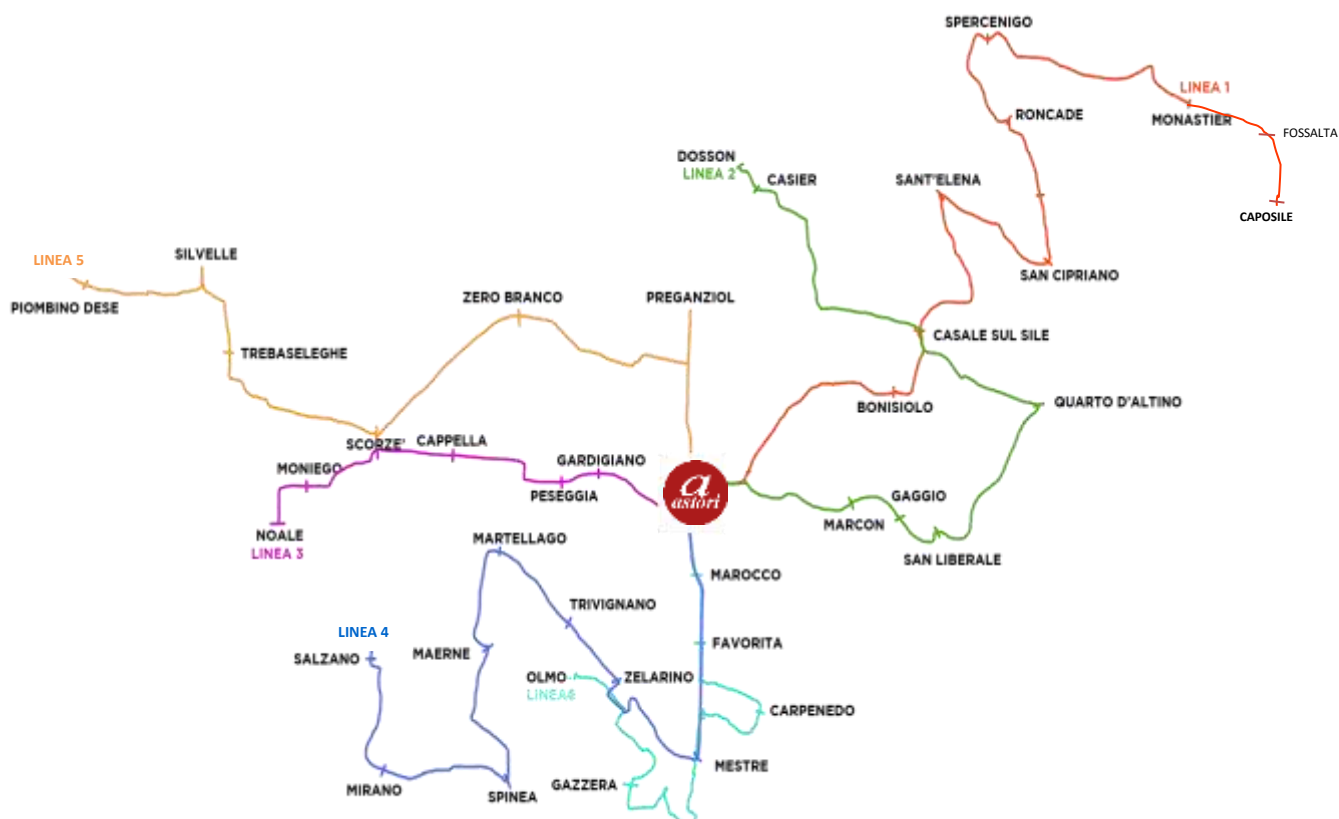 SPERCENIGO
LINEA 1
RONCADE
MONASTIER
FOSSALTA
DOSSON
LINEA 2
CASIER
SANT'ELENA
CAPOSILE
SAN CIPRIANO
LINEA 5
SILVELLE
PIOMBINO DESE
ZERO BRANCO
PREGANZIOL
TREBASELEGHE
CASALE SUL SILE
BONISIOLO
QUARTO D'ALTINO
SCORZE'
CAPPELLA
MONIEGO
GARDIGIANO
PESEGGIA
a
astori
GAGGIO
MARCON
SAN LIBERALE
NOALE
LINEA 3
MARTELLAGO
MAROCCO
TRIVIGNANO
LINEA 4
SALZANO
MAERNE
FAVORITA
OLMO
LINEA6
ZELARINO
CARPENEDO
MESTRE
MIRANO
SPINEA
GAZZERA